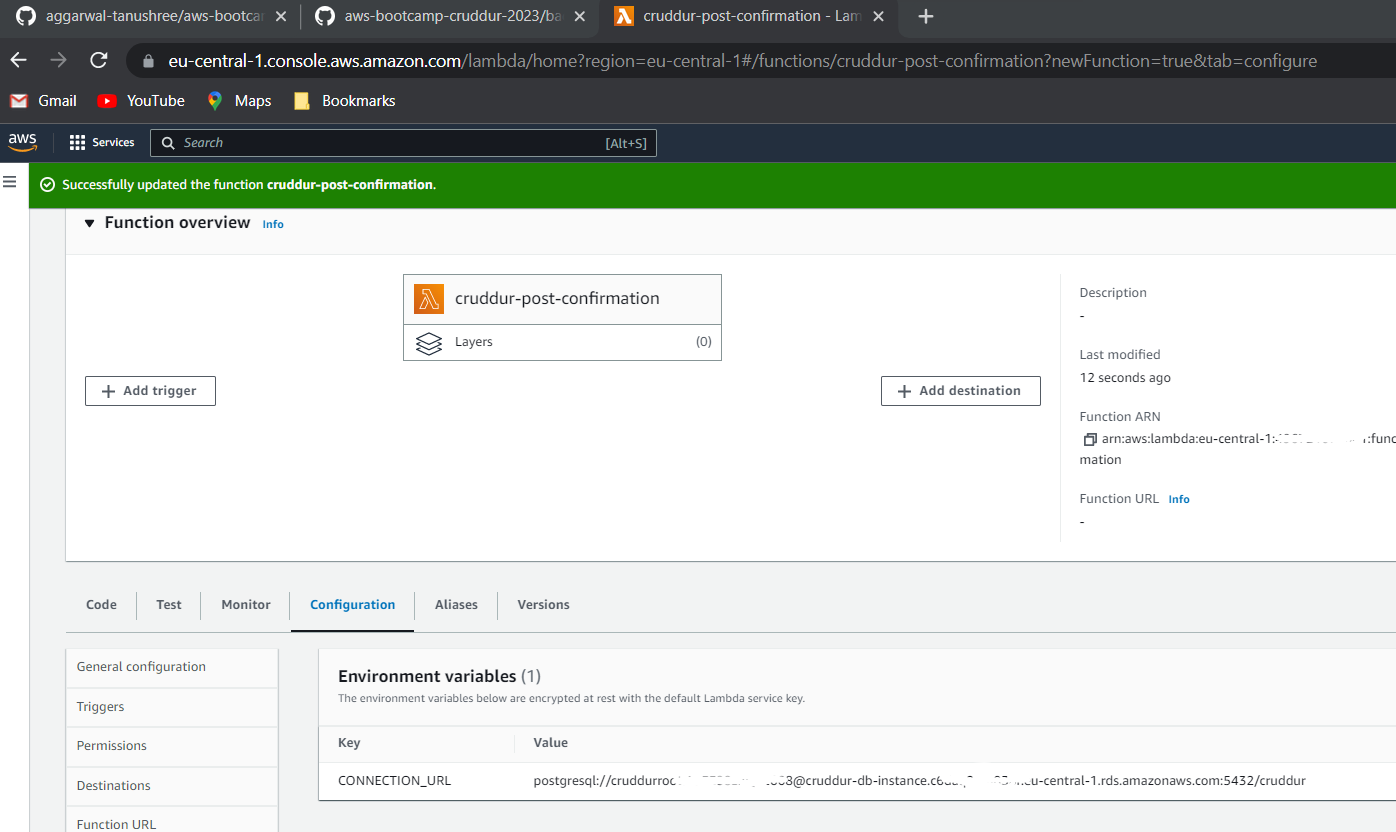 aggarwal-tanushree/aws-bootca
aws-bootcamp-cruddur-2023/ba
cruddur-post-confirmation - Lam
eu-central-1.console.aws.amazon.com/lambda/home?region=eu-central-1#/functions/cruddur-post-confirmation?newFunction=true&tab=configure
Gmail YouTube Maps Bookmarks
aws Services Search [Alt+S]
Successfully updated the function cruddur-post-confirmation.
Function overview Info
cruddur-post-confirmation
Layers (0)
Add trigger
Add destination
Description
-
Last modified
12 seconds ago
Function ARN
arn:aws:lambda:eu-central-1: :func
mation
Function URL Info
-
Code Test Monitor Configuration Aliases Versions
General configuration
Triggers
Permissions
Destinations
Function URL
Environment variables (1)
The environment variables below are encrypted at rest with the default Lambda service key.
Key Value
CONNECTION_URL postgresql://cruddurroo @cruddur-db-instance. eu-central-1.rds.amazonaws.com:5432/cruddur